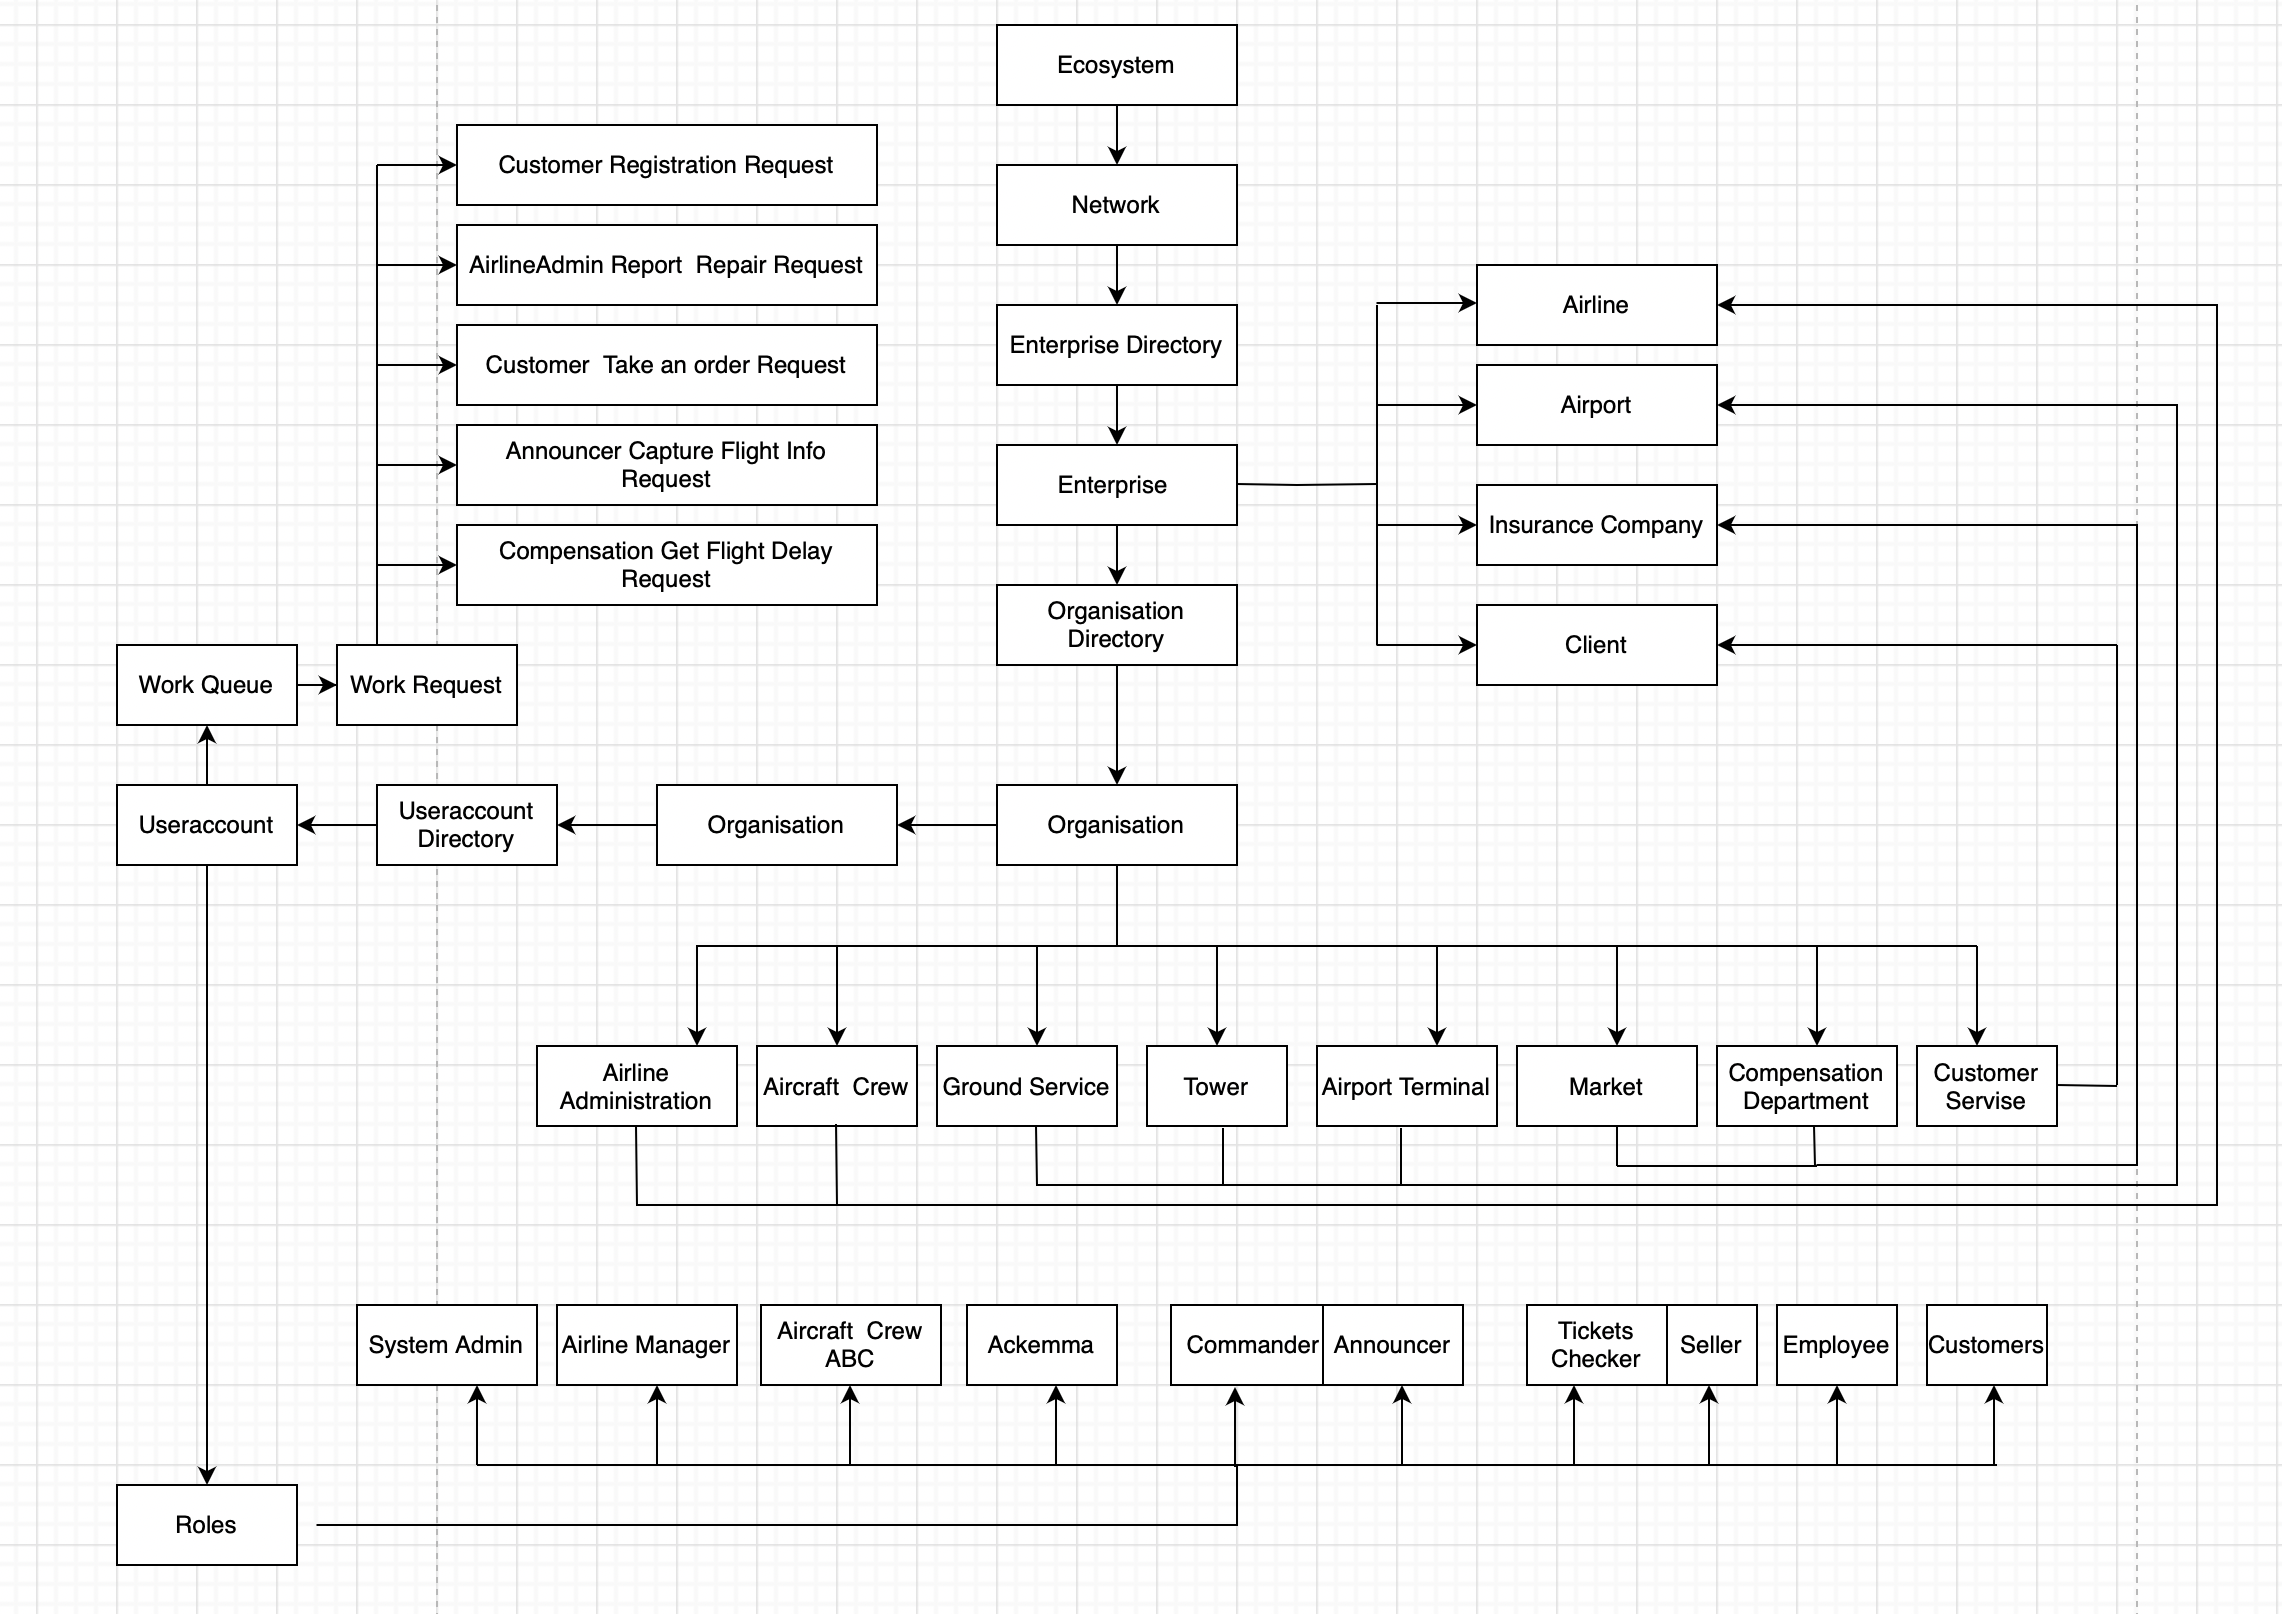 Ecosystem
Customer Registration Request
Network
AirlineAdmin Report  Repair Request
Enterprise Directory
Airline
Customer  Take an order Request
Airport
Announcer Capture Flight Info
Request
Enterprise
Insurance Company
Compensation Get Flight Delay
Request
Organisation
Directory
Client
Work Queue
Work Request
Useraccount
Useraccount
Directory
Organisation
Organisation
Airline
Administration
Aircraft  Crew
Ground Service
Tower
Airport Terminal
Market
Compensation
Department
Customer
Servise
System Admin
Airline Manager
Aircraft  Crew
ABC
Ackemma
Commander
Announcer
Tickets
Checker
Seller
Employee
Customers
Roles